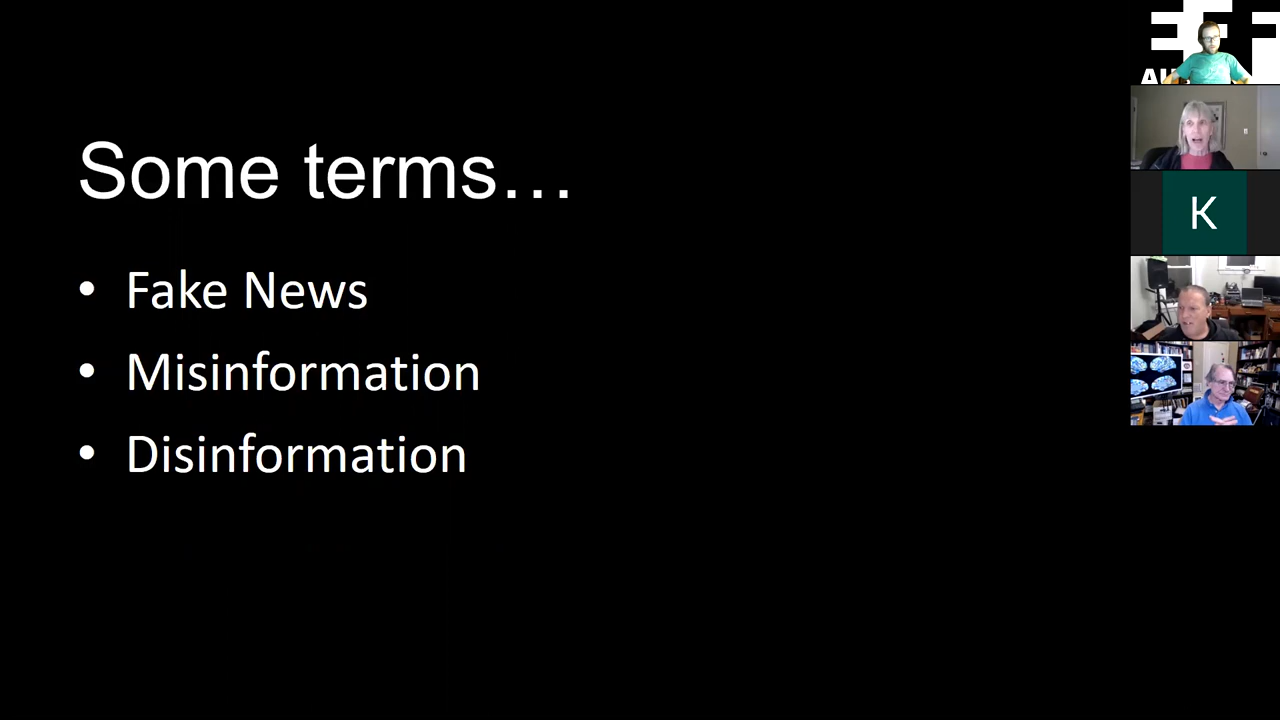 Some terms…
• Fake News
• Misinformation
• Disinformation
K